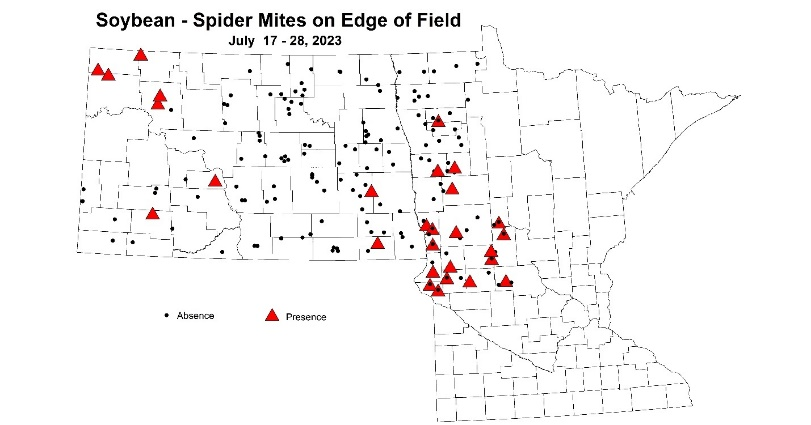 Soybean - Spider Mites on Edge of Field
July 17 - 28, 2023
Absence
Presence